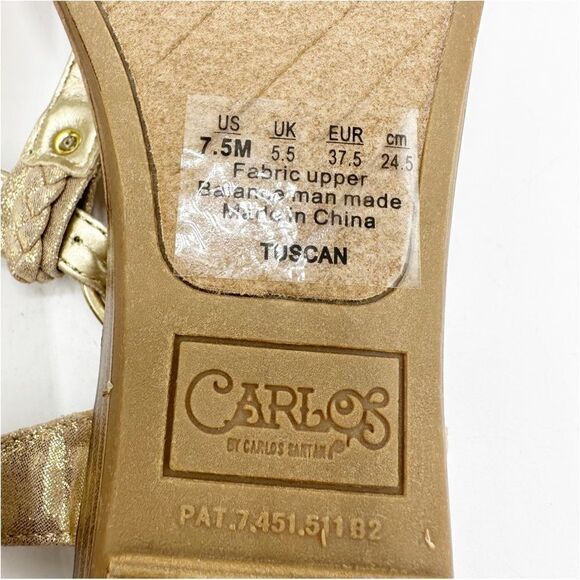 US UK EUR cm
7.5M 5.5 37.5 24.5
Fabric upper
Balance man made
Made in China
TUSCAN
CARLOS
BY CARLOS SANTANA®
PAT.7,451,511 B2